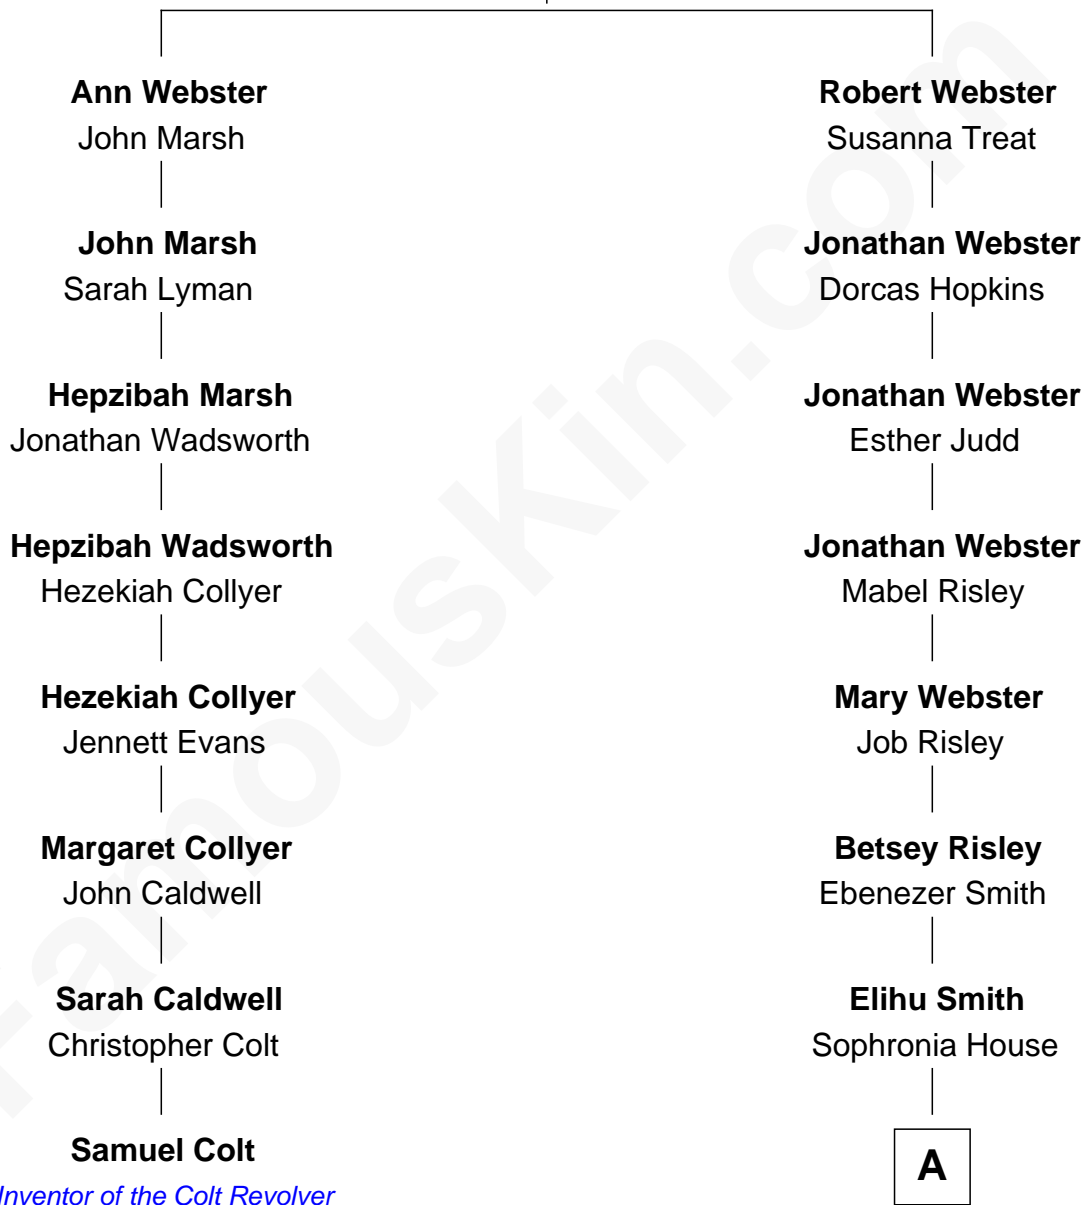 Ann Webster
John Marsh
Robert Webster
Susanna Treat
John Marsh
Sarah Lyman
Jonathan Webster
Dorcas Hopkins
Hepzibah Marsh
Jonathan Wadsworth
Jonathan Webster
Esther Judd
Hepzibah Wadsworth
Hezekiah Collyer
Jonathan Webster
Mabel Risley
Hezekiah Collyer
Jennett Evans
Mary Webster
Job Risley
Margaret Collyer
John Caldwell
Betsey Risley
Ebenezer Smith
Sarah Caldwell
Christopher Colt
Elihu Smith
Sophronia House
Samuel Colt
Inventor of the Colt Revolver
A
FamousKin.com